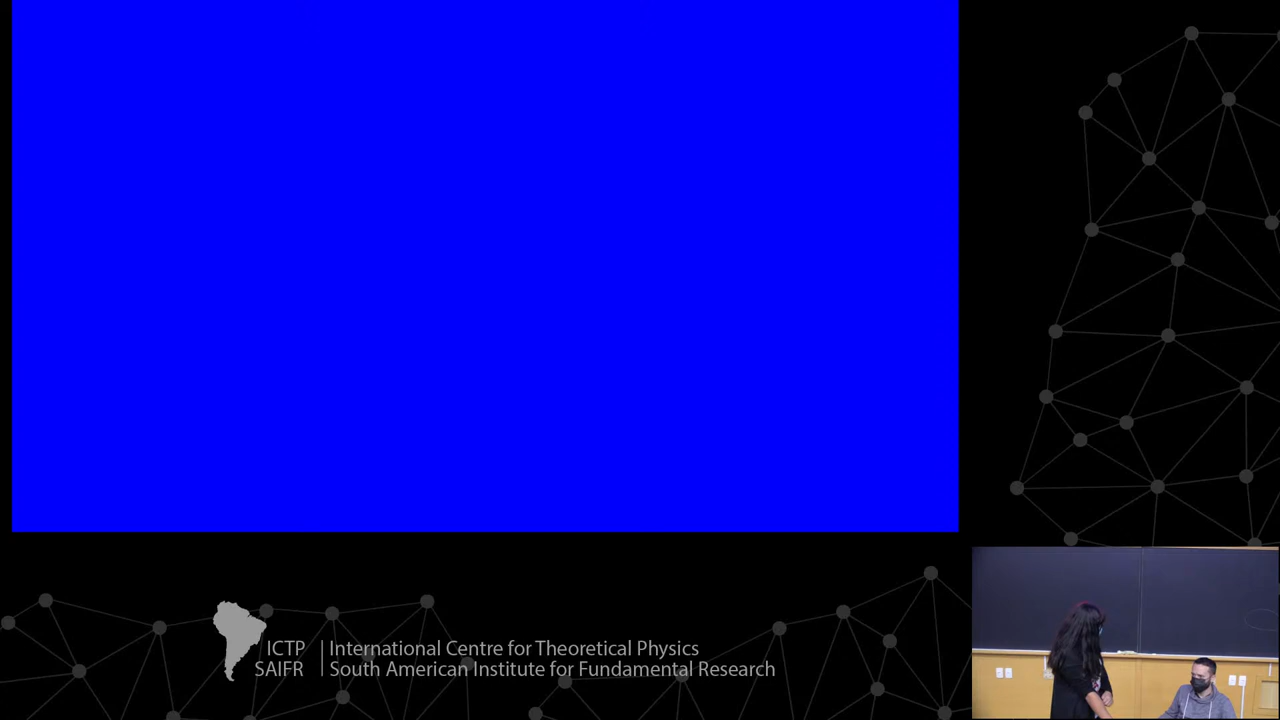 ICTP International Centre for Theoretical Physics
SAIFR South American Institute for Fundamental Research